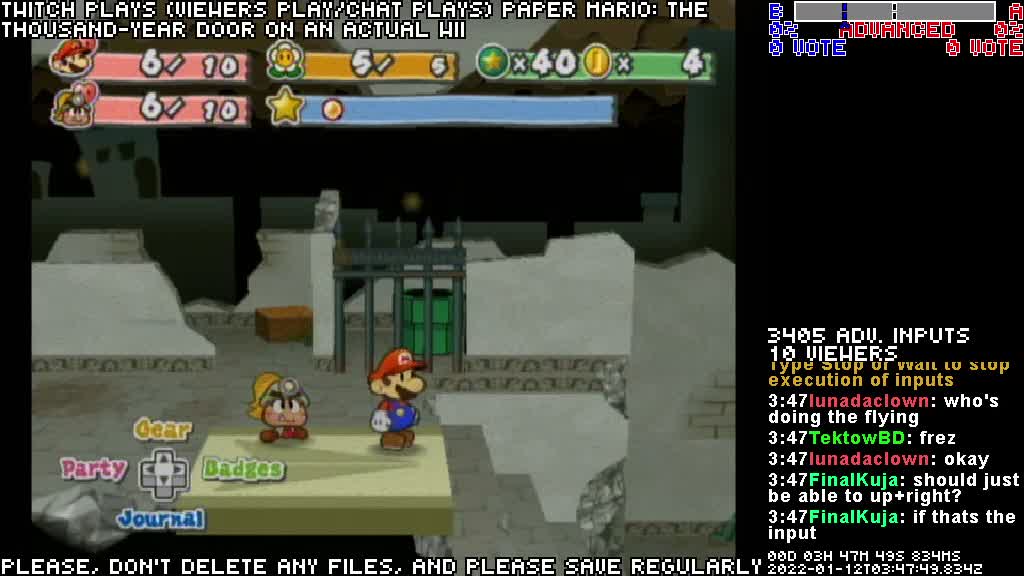 TWITCH PLAYS (VIEWERS PLAY/CHAT PLAYS) PAPER MARIO: THE
THOUSAND-YEAR DOOR ON AN ACTUAL WII
B A
0% ADVANCED 0%
0 VOTE 0 VOTE
6/ 10 5/ 5 ×40 × 4
6/ 10
Gear
Party Badges
Journal
3405 ADV. INPUTS
10 VIEWERS
Type Stop or Wait to stop
execution of inputs
3:47lunadaclown: who's
doing the flying
3:47TektowBD: frez
3:47lunadaclown: okay
3:47FinalKuja: should just
be able to up+right?
3:47FinalKuja: if thats the
input
00D 03H 47M 49S 834MS
2022-01-12T03:47:49.834Z
PLEASE, DON'T DELETE ANY FILES, AND PLEASE SAVE REGULARLY